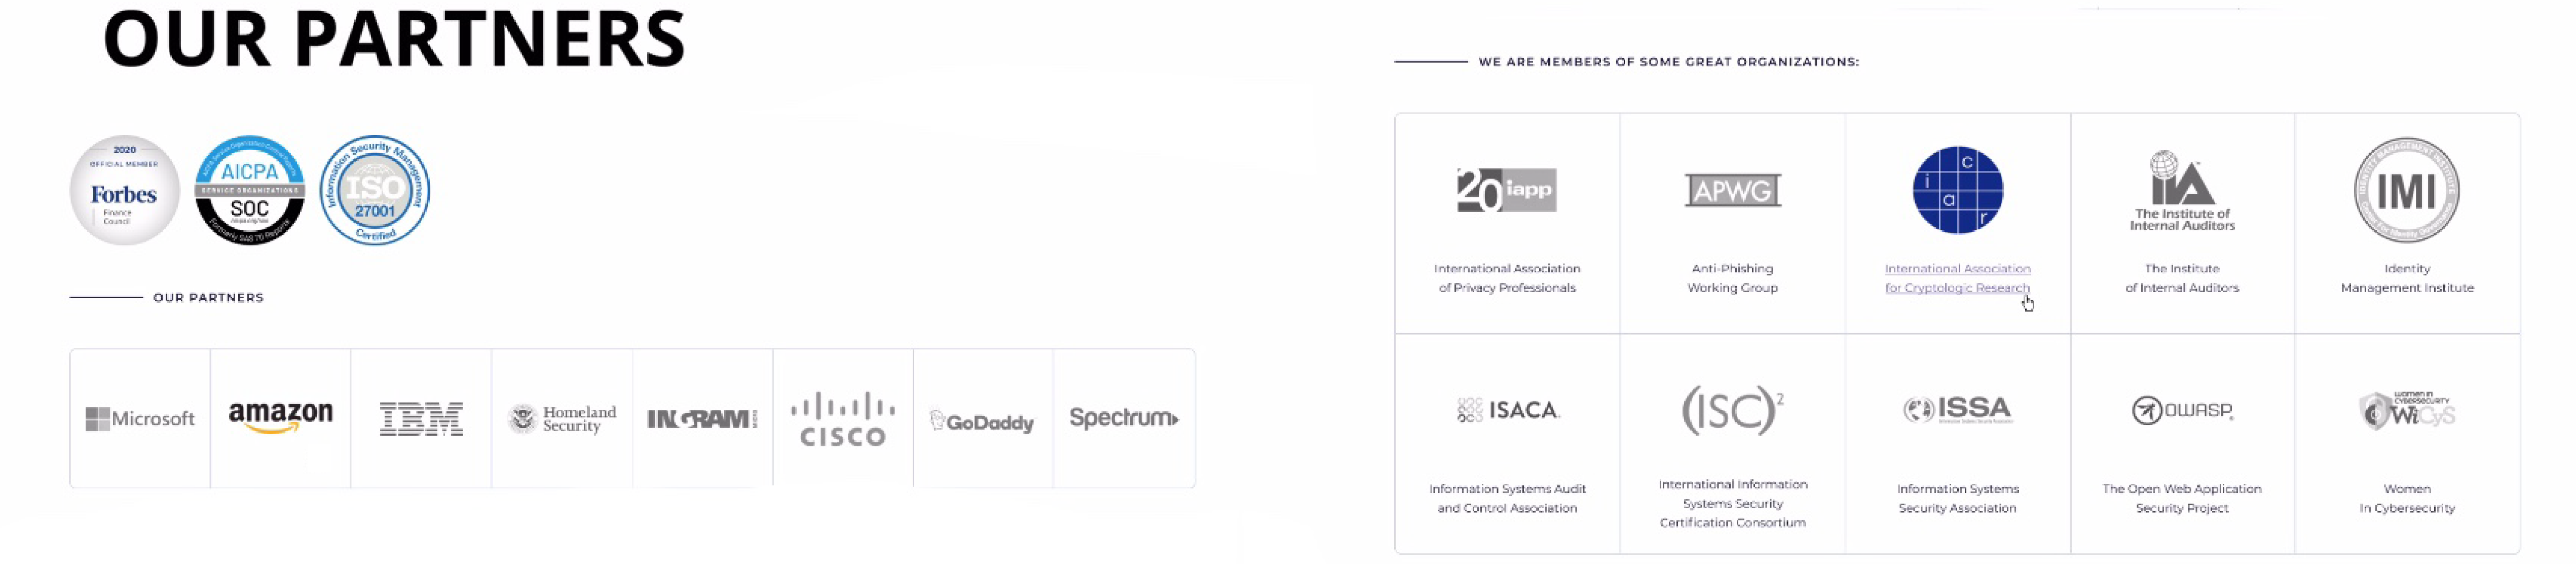 OUR PARTNERS
2020
OFFICIAL MEMBER
Forbes
Finance
Council
AICPA
SERVICE ORGANIZATIONS
SOC
Formerly SAS 70 Reports
Information Security Management
ISO
27001
Certified
OUR PARTNERS
Microsoft
amazon
IBM
Homeland
Security
INGRAM
CISCO
GoDaddy
Spectrum
WE ARE MEMBERS OF SOME GREAT ORGANIZATIONS:
20 iapp
International Association
of Privacy Professionals
APWG
Anti-Phishing
Working Group
i a c r
International Association
for Cryptologic Research
IIA
The Institute of
Internal Auditors
The Institute
of Internal Auditors
IDENTITY MANAGEMENT INSTITUTE
IMI
Identity
Management Institute
ISACA
Information Systems Audit
and Control Association
(ISC)²
International Information
Systems Security
Certification Consortium
ISSA
Information Systems
Security Association
OWASP
The Open Web Application
Security Project
women in
CYBERSECURITY
WiCyS
Women
In Cybersecurity